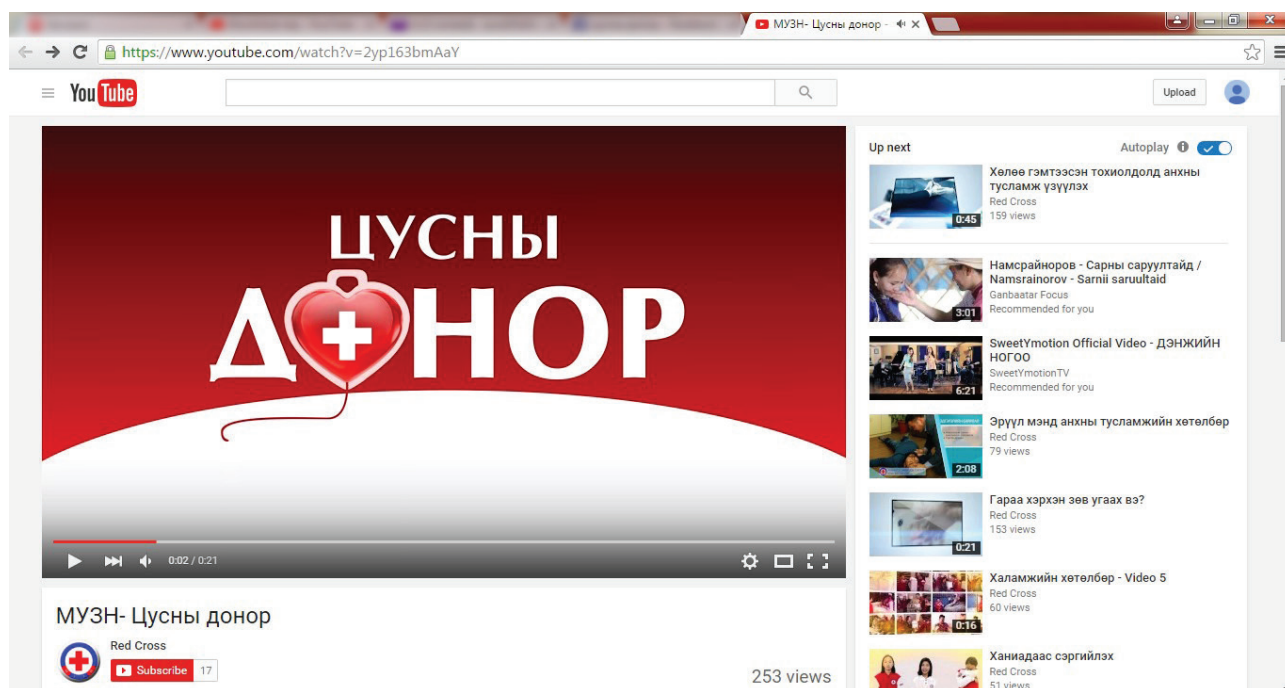 МУЗН- Цусны донор -
https://www.youtube.com/watch?v=2yp163bmAaY
You Tube
Upload
ЦУСНЫ
ДОНОР
0:02 / 0:21
МУЗН- Цусны донор
Red Cross
Subscribe 17
253 views
Up next
Autoplay
Хөлөө гэмтээсэн тохиолдолд анхны
тусламж үзүүлэх
Red Cross
159 views
0:45
Намсрайноров - Сарны саруултайд /
Namsrainorov - Sarnii saruultaid
Ganbaatar Focus
Recommended for you
3:01
SweetYmotion Official Video - ДЭНЖИЙН
НОГОО
SweetYmotionTV
Recommended for you
6:21
Эрүүл мэнд анхны тусламжийн хөтөлбөр
Red Cross
79 views
2:08
Гараа хэрхэн зөв угаах вэ?
Red Cross
153 views
0:21
Халамжийн хөтөлбөр - Video 5
Red Cross
60 views
0:16
Ханиадаас сэргийлэх
Red Cross
51 views